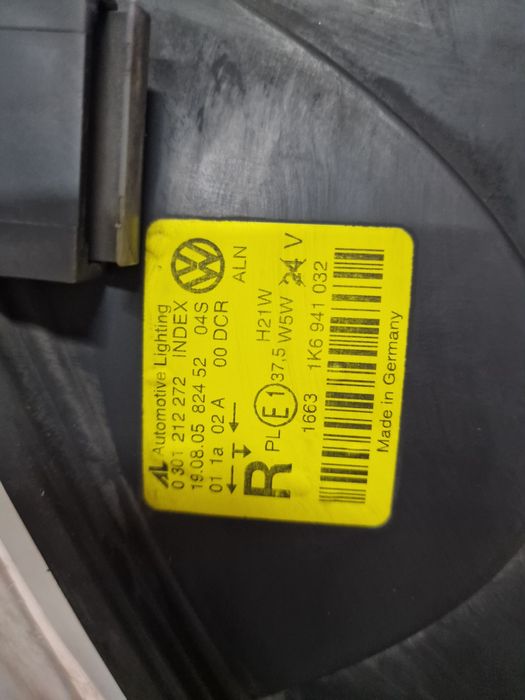 AL Automotive Lighting
0 301 212 272 INDEX
19.08.05 824 52 04S
01 1a 02 A 00 DCR
ALN
R
PL E 1 37,5 W5W 24 V
H21W
1663 1K6 941 032
Made in Germany